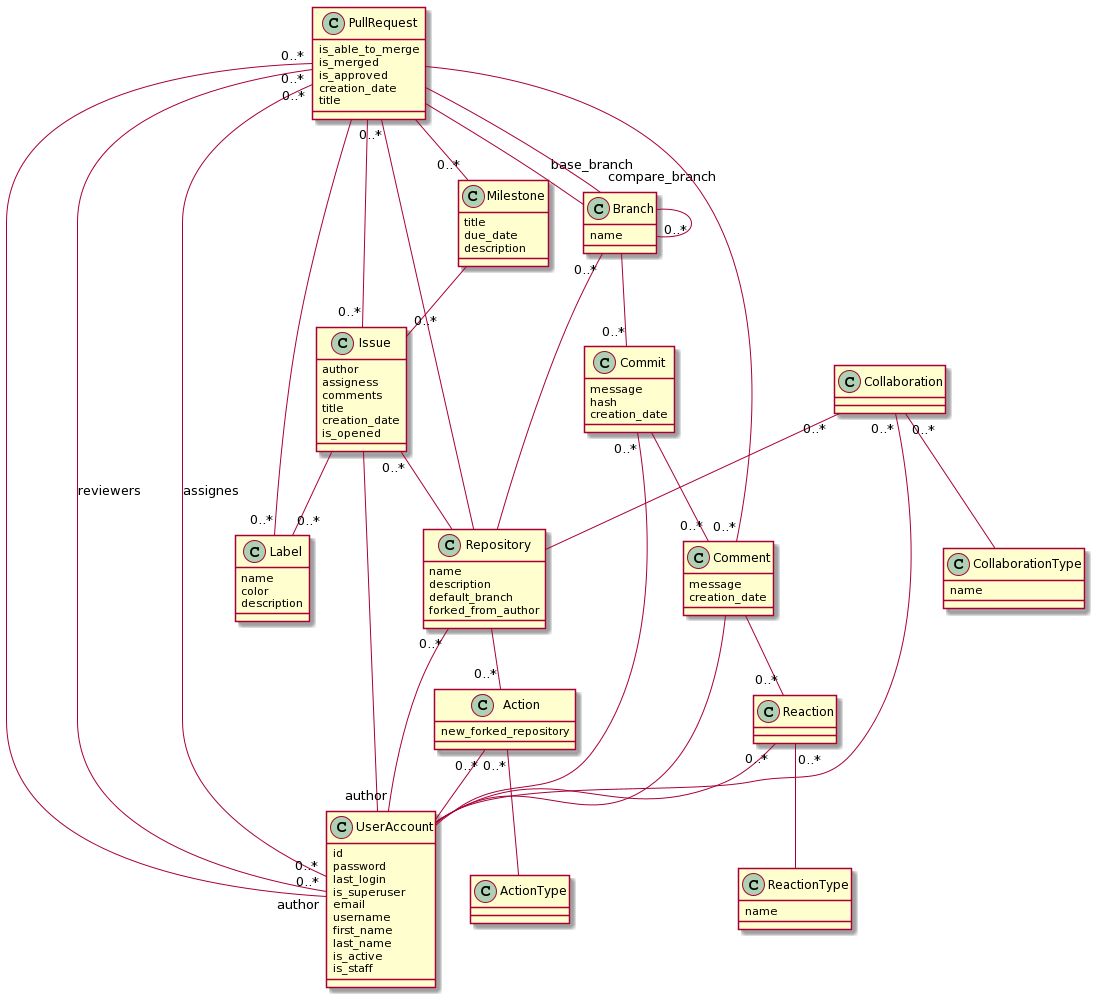 C PullRequest
is_able_to_merge
is_merged
is_approved
creation_date
title
0..*
0..*
0..*
0..*
0..*
base_branch
compare_branch
C Milestone
title
due_date
description
C Branch
name
0..*
0..*
0..*
0..*
0..*
C Issue
author
assigness
comments
title
creation_date
is_opened
C Commit
message
hash
creation_date
C Collaboration
0..*
0..*
0..*
0..*
0..*
reviewers
assignes
0..*
0..*
0..*
0..*
C Label
name
color
description
C Repository
name
description
default_branch
forked_from_author
C Comment
message
creation_date
C CollaborationType
name
0..*
0..*
0..*
C Action
new_forked_repository
C Reaction
0..*
0..*
0..*
0..*
author
C UserAccount
id
password
last_login
is_superuser
email
username
first_name
last_name
is_active
is_staff
0..*
0..*
author
C ActionType
C ReactionType
name